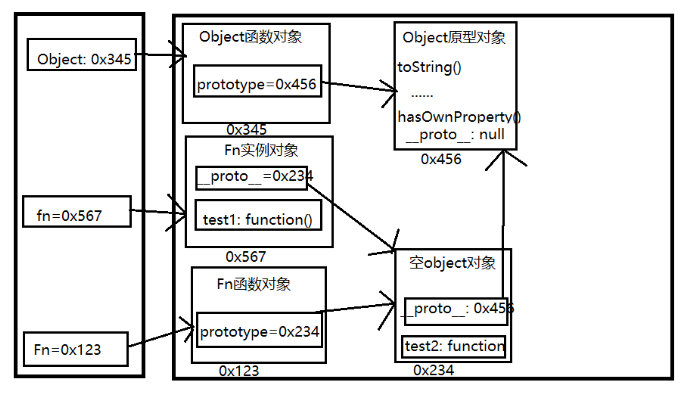 Object: 0x345
fn=0x567
Fn=0x123
Object函数对象
prototype=0x456
0x345
Fn实例对象
__proto__=0x234
test1: function()
0x567
Fn函数对象
prototype=0x234
0x123
Object原型对象
toString()
......
hasOwnProperty()
__proto__: null
0x456
空object对象
__proto__: 0x456
test2: function
0x234